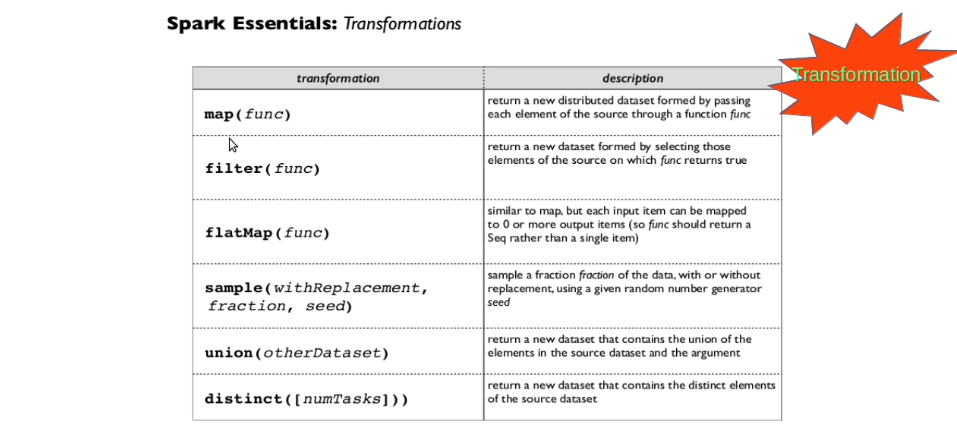 Spark Essentials: Transformations
Transformation
transformation
description
map(func)
return a new distributed dataset formed by passing
each element of the source through a function func
filter(func)
return a new dataset formed by selecting those
elements of the source on which func returns true
flatMap(func)
similar to map, but each input item can be mapped
to 0 or more output items (so func should return a
Seq rather than a single item)
sample(withReplacement,
fraction, seed)
sample a fraction fraction of the data, with or without
replacement, using a given random number generator
seed
union(otherDataset)
return a new dataset that contains the union of the
elements in the source dataset and the argument
distinct([numTasks]))
return a new dataset that contains the distinct elements
of the source dataset